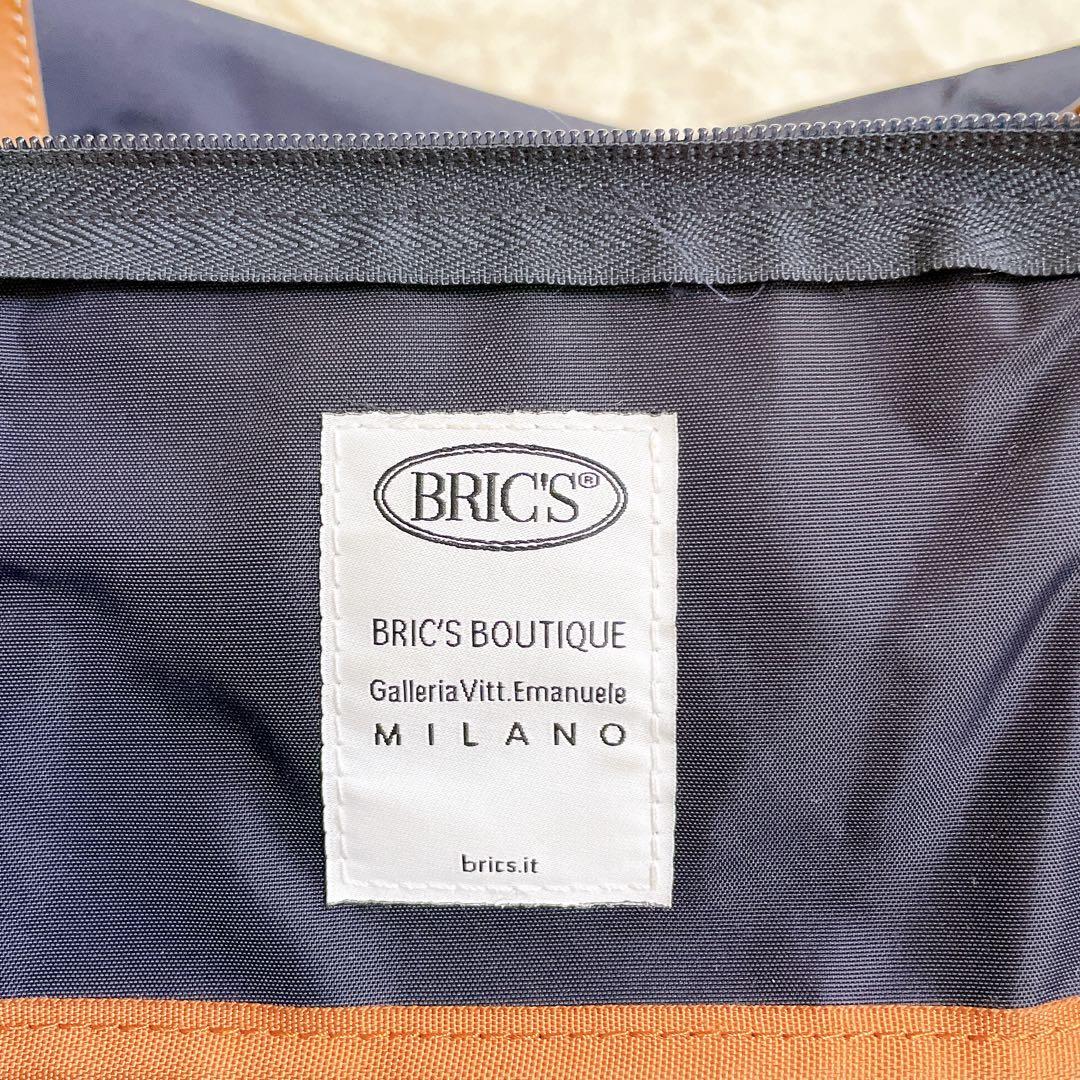 BRIC'S®
BRIC'S BOUTIQUE
Galleria Vitt.Emanuele
MILANO
brics.it